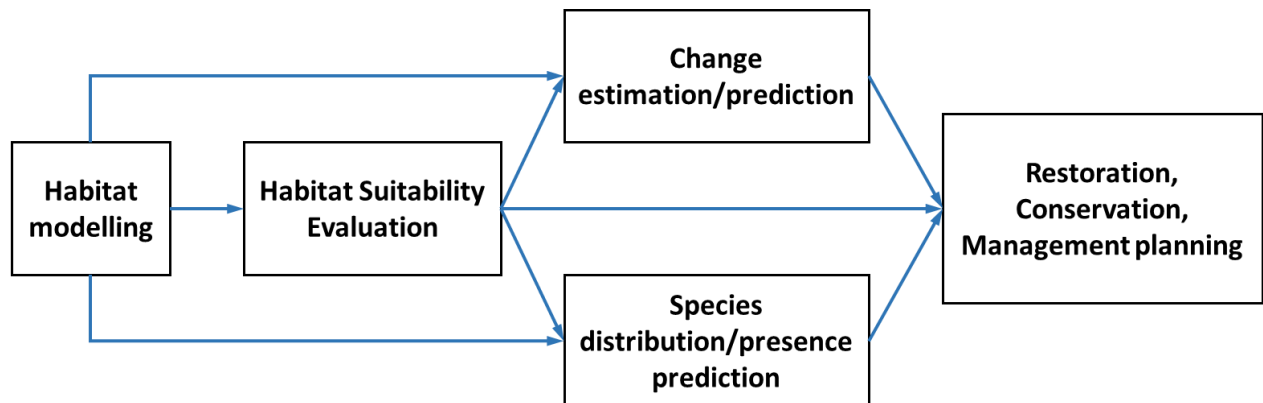 Habitat
modelling
Habitat Suitability
Evaluation
Change
estimation/prediction
Species
distribution/presence
prediction
Restoration,
Conservation,
Management planning